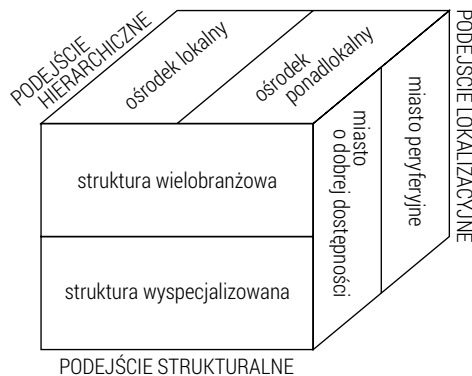 PODEJŚCIE
HIERARCHICZNE
ośrodek lokalny
ośrodek
ponadlokalny
PODEJŚCIE LOKALIZACYJNE
miasto
o dobrej dostępności
miasto peryferyjne
struktura wielobranżowa
struktura wyspecjalizowana
PODEJŚCIE STRUKTURALNE